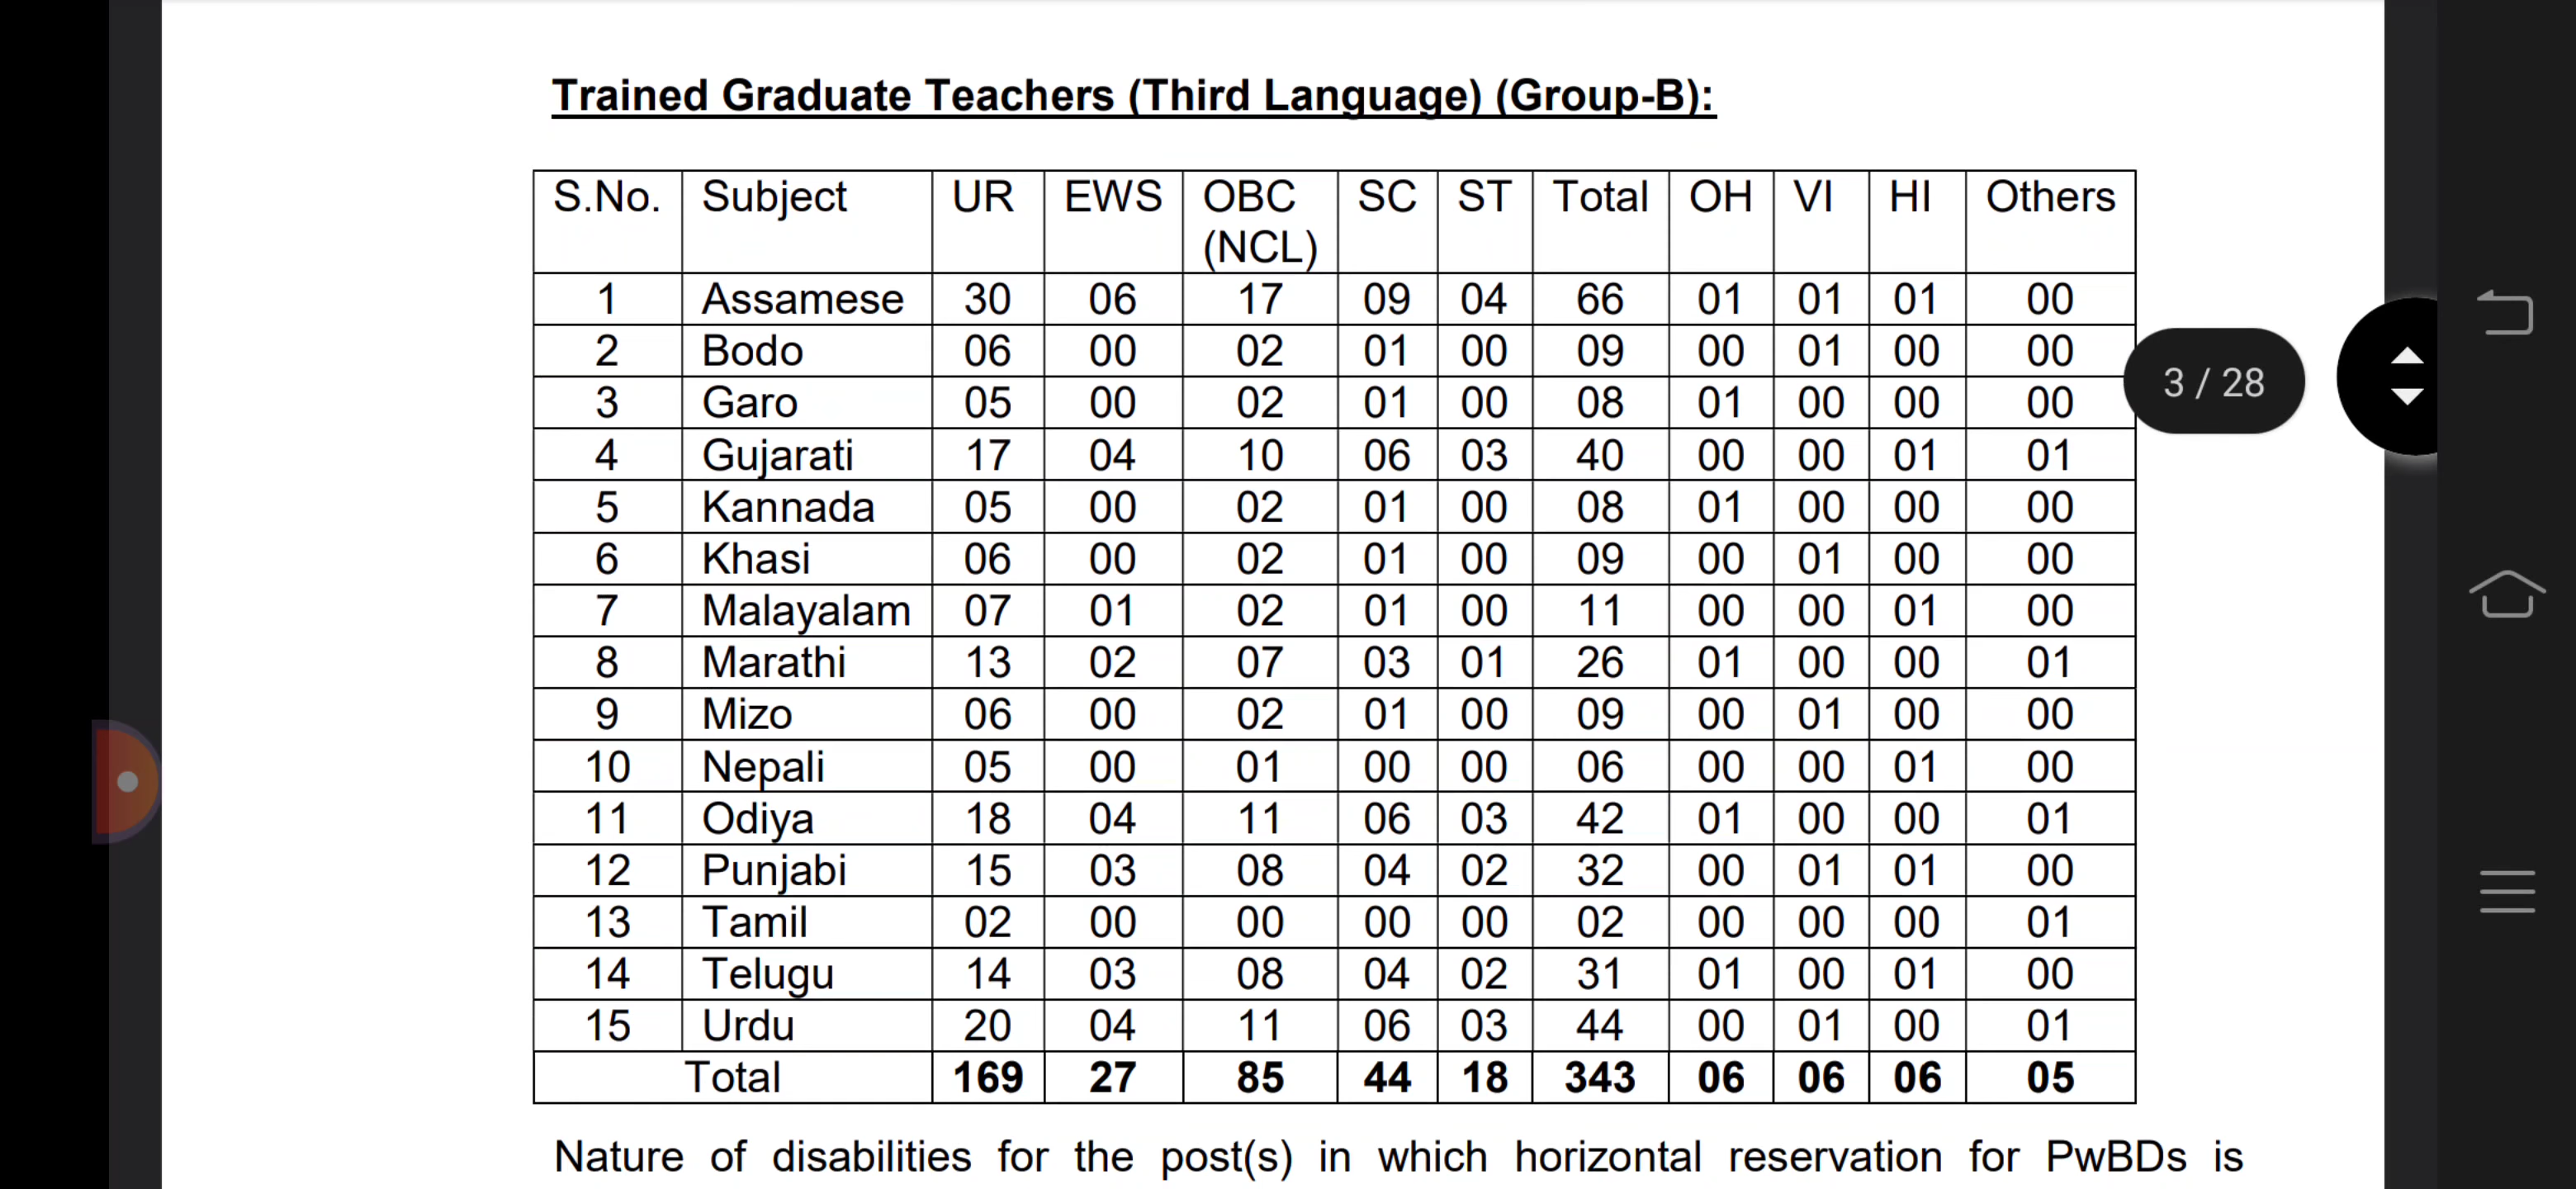 Trained Graduate Teachers (Third Language) (Group-B):
S.No. Subject UR EWS OBC (NCL) SC ST Total OH VI HI Others
1 Assamese 30 06 17 09 04 66 01 01 01 00
2 Bodo 06 00 02 01 00 09 00 01 00 00
3 Garo 05 00 02 01 00 08 01 00 00 00
4 Gujarati 17 04 10 06 03 40 00 00 01 01
5 Kannada 05 00 02 01 00 08 01 00 00 00
6 Khasi 06 00 02 01 00 09 00 01 00 00
7 Malayalam 07 01 02 01 00 11 00 00 01 00
8 Marathi 13 02 07 03 01 26 01 00 00 01
9 Mizo 06 00 02 01 00 09 00 01 00 00
10 Nepali 05 00 01 00 00 06 00 00 01 00
11 Odiya 18 04 11 06 03 42 01 00 00 01
12 Punjabi 15 03 08 04 02 32 00 01 01 00
13 Tamil 02 00 00 00 00 02 00 00 00 01
14 Telugu 14 03 08 04 02 31 01 00 01 00
15 Urdu 20 04 11 06 03 44 00 01 00 01
Total 169 27 85 44 18 343 06 06 06 05
Nature of disabilities for the post(s) in which horizontal reservation for PwBDs is
3 / 28